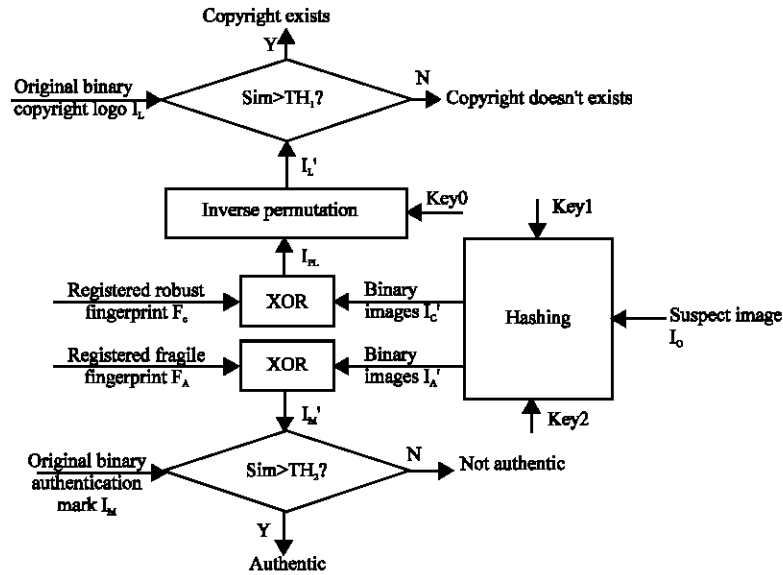 Copyright exists
Y
Original binary
copyright logo I_L
Sim>TH_1?
N
Copyright doesn't exists
I_L'
Inverse permutation
Key0
Key1
I_PL
Registered robust
fingerprint F_c
XOR
Binary
images I_C'
Hashing
Suspect image
I_O
Registered fragile
fingerprint F_A
XOR
Binary
images I_A'
I_M'
Key2
Original binary
authentication
mark I_M
Sim>TH_2?
N
Not authentic
Y
Authentic